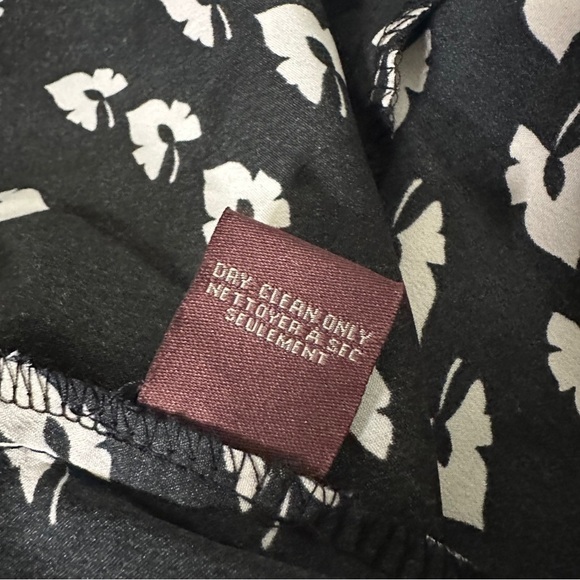 DRY CLEAN ONLY
NETTOYER A SEC
SEULEMENT